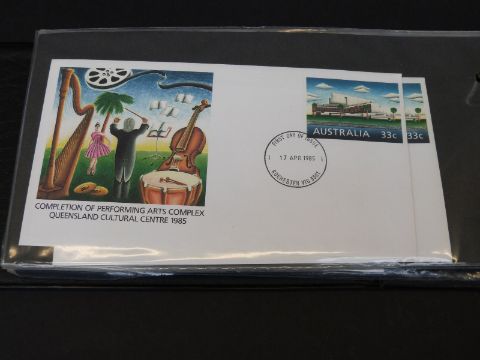 COMPLETION OF PERFORMING ARTS COMPLEX
QUEENSLAND CULTURAL CENTRE 1985
AUSTRALIA 33c
33c
FIRST DAY OF ISSUE
17 APR 1985
VIC